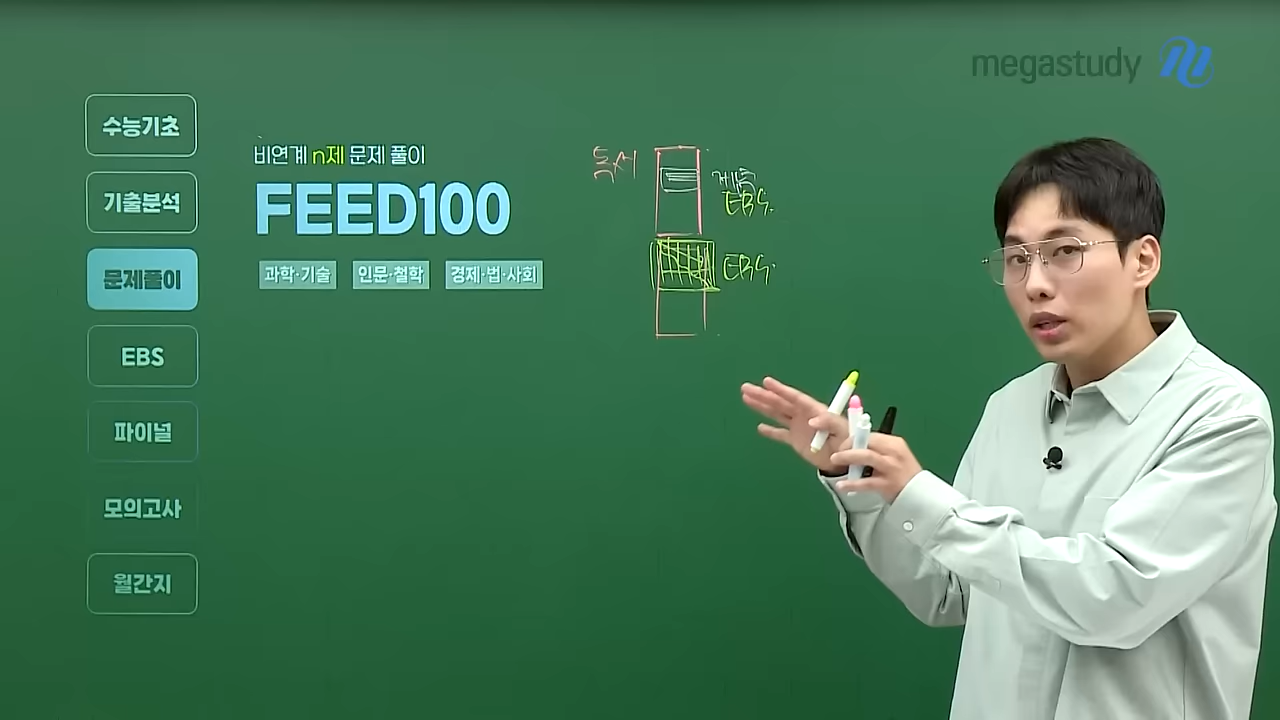 megastudy
수능기초
기출분석
문제풀이
EBS
파이널
모의고사
월간지
비연계 n제 문제 풀이
FEED100
과학·기술
인문·철학
경제·법·사회
독서
EBS.
EBS.